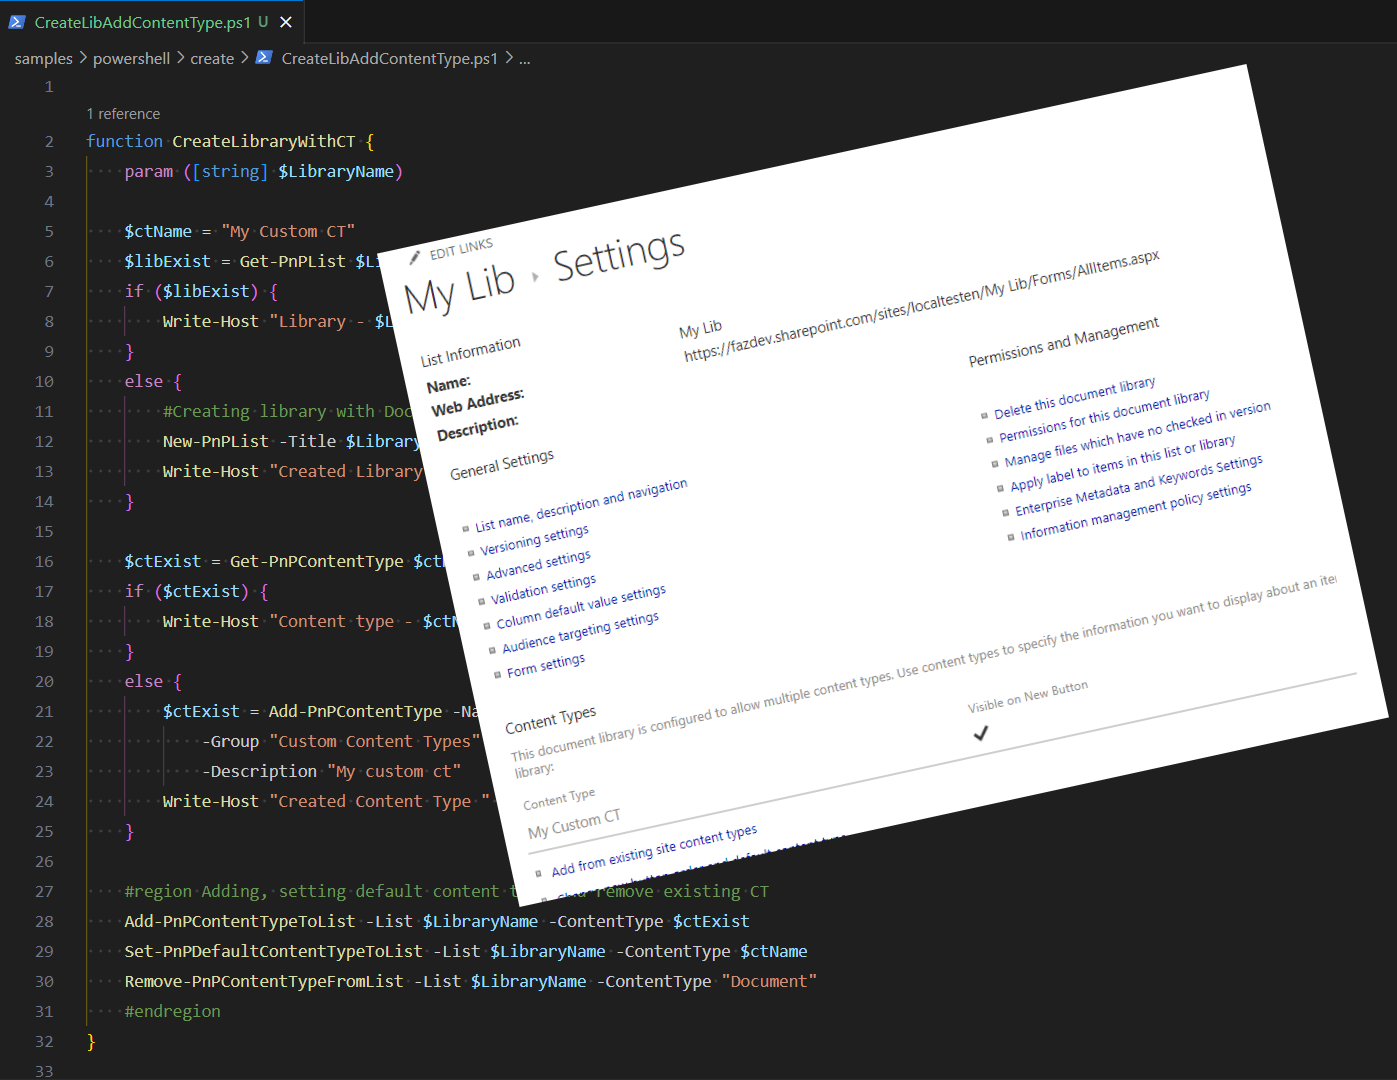 CreateLibAddContentType.ps1 U
samples > powershell > create > CreateLibAddContentType.ps1 > ...
1
1 reference
2 function CreateLibraryWithCT {
3 param ([string] $LibraryName)
4
5 $ctName = "My Custom CT"
6 $libExist = Get-PnPList $Li
7 if ($libExist) {
8 Write-Host "Library - $L
9 }
10 else {
11 #Creating library with Doc
12 New-PnPList -Title $Library
13 Write-Host "Created Library
14 }
15
16 $ctExist = Get-PnPContentType $ct
17 if ($ctExist) {
18 Write-Host "Content type - $ctN
19 }
20 else {
21 $ctExist = Add-PnPContentType -Na
22 -Group "Custom Content Types"
23 -Description "My custom ct"
24 Write-Host "Created Content Type "
25 }
26
27 #region Adding, setting default content t d remove existing CT
28 Add-PnPContentTypeToList -List $LibraryName -ContentType $ctExist
29 Set-PnPDefaultContentTypeToList -List $LibraryName -ContentType $ctName
30 Remove-PnPContentTypeFromList -List $LibraryName -ContentType "Document"
31 #endregion
32 }
33
EDIT LINKS
My Lib ▸ Settings
List Information
Name: My Lib
Web Address: https://fazdev.sharepoint.com/sites/localtesten/My Lib/Forms/AllItems.aspx
Description:
General Settings
List name, description and navigation
Versioning settings
Advanced settings
Validation settings
Column default value settings
Audience targeting settings
Form settings
Permissions and Management
Delete this document library
Permissions for this document library
Manage files which have no checked in version
Apply label to items in this list or library
Enterprise Metadata and Keywords Settings
Information management policy settings
Content Types
This document library is configured to allow multiple content types. Use content types to specify the information you want to display about an ite
library:
Content Type Visible on New Button
My Custom CT ✔
Add from existing site content types